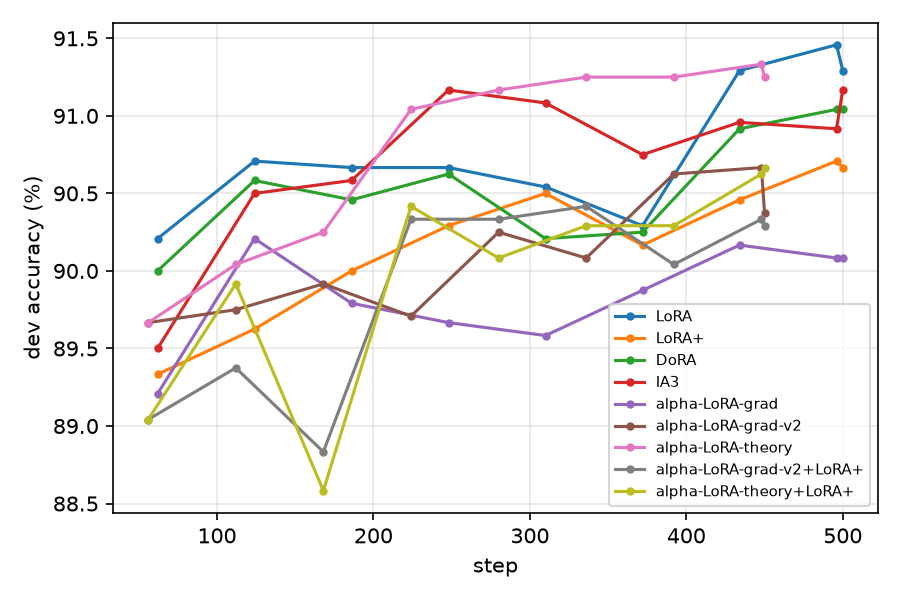 91.5
91.0
90.5
90.0
89.5
89.0
88.5
dev accuracy (%)
100
200
300
400
500
step
LoRA
LoRA+
DoRA
IA3
alpha-LoRA-grad
alpha-LoRA-grad-v2
alpha-LoRA-theory
alpha-LoRA-grad-v2+LoRA+
alpha-LoRA-theory+LoRA+